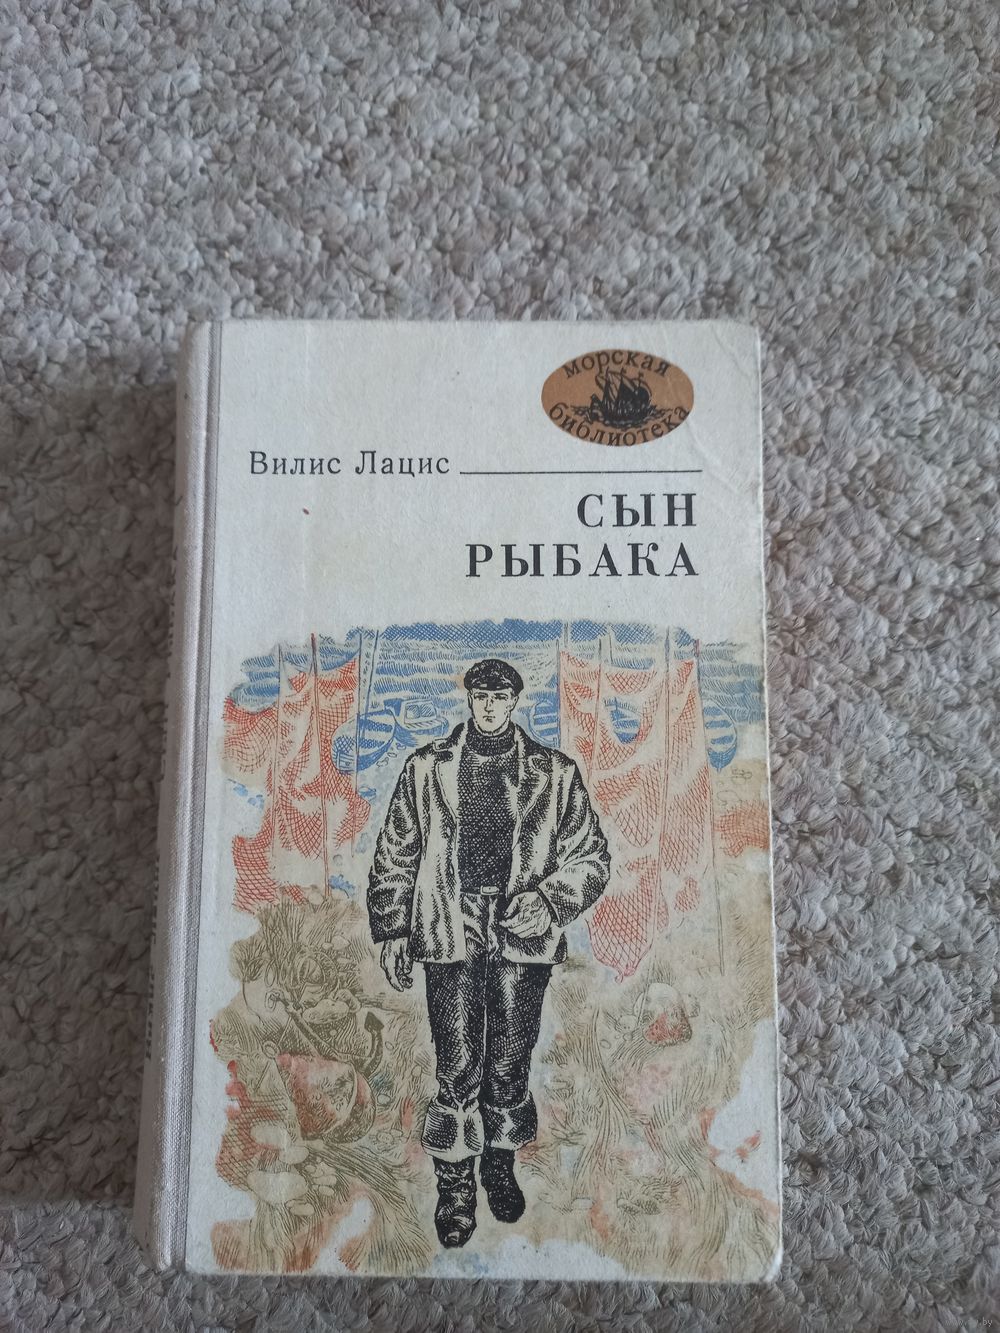 морская
библиотека
Вилис Лацис
СЫН
РЫБАКА